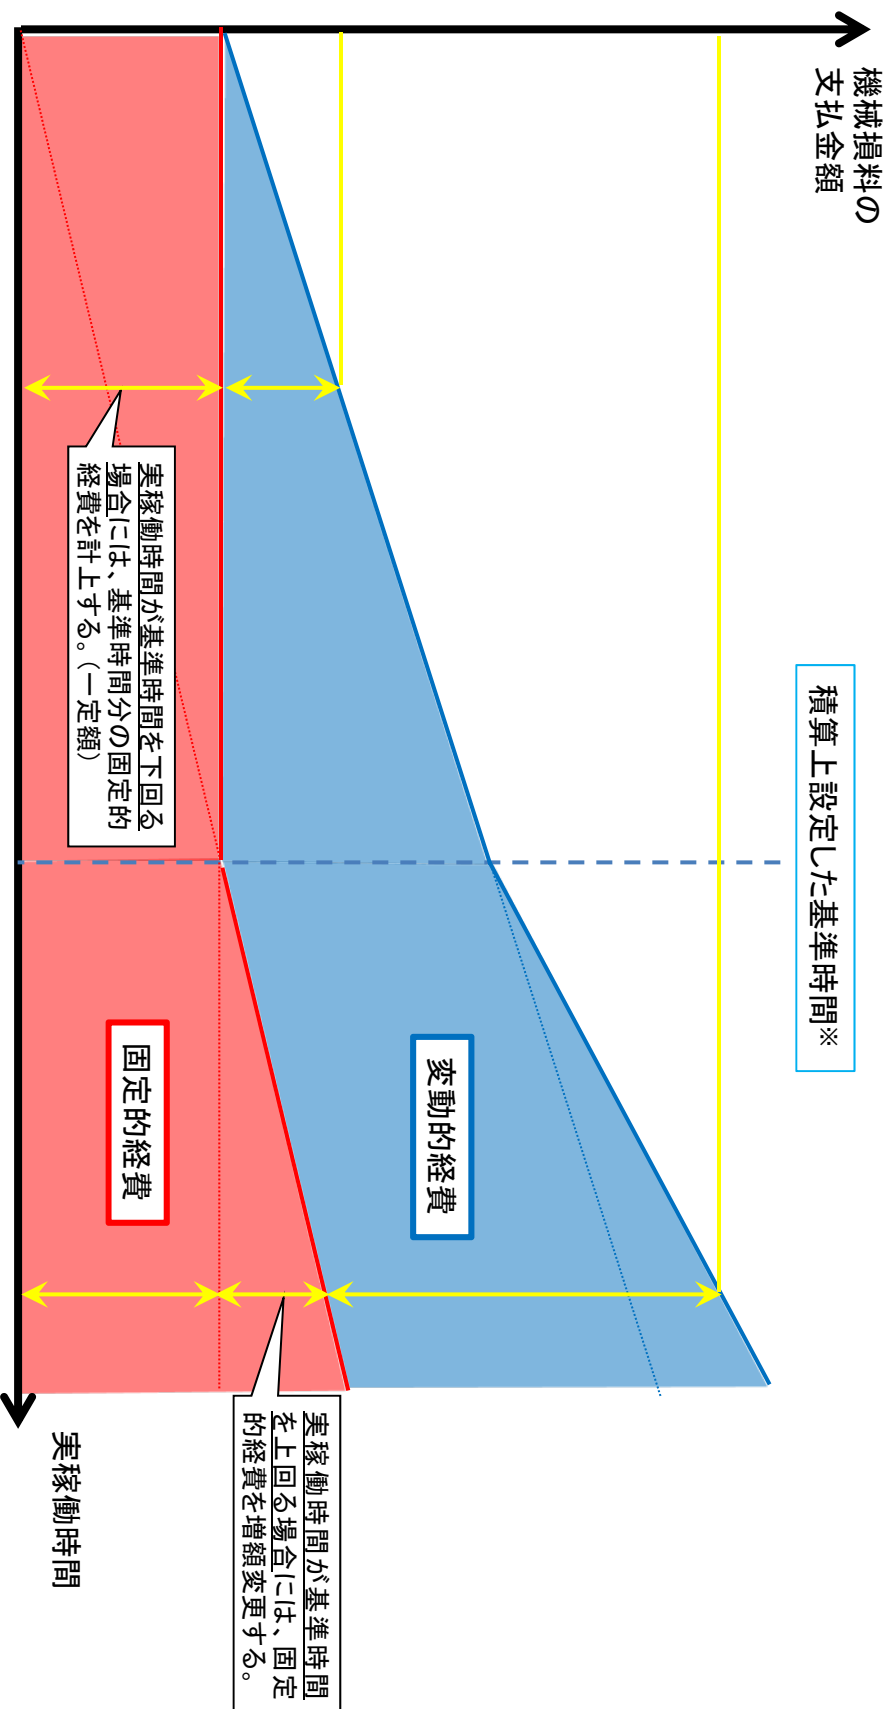 機械損料の
支払金額
積算上設定した基準時間※
実稼働時間が基準時間を下回る
場合には、基準時間分の固定的
経費を計上する。（一定額）
変動的経費
固定的経費
実稼働時間が基準時間
を上回る場合には、固定
的経費を増額変更する。
実稼働時間